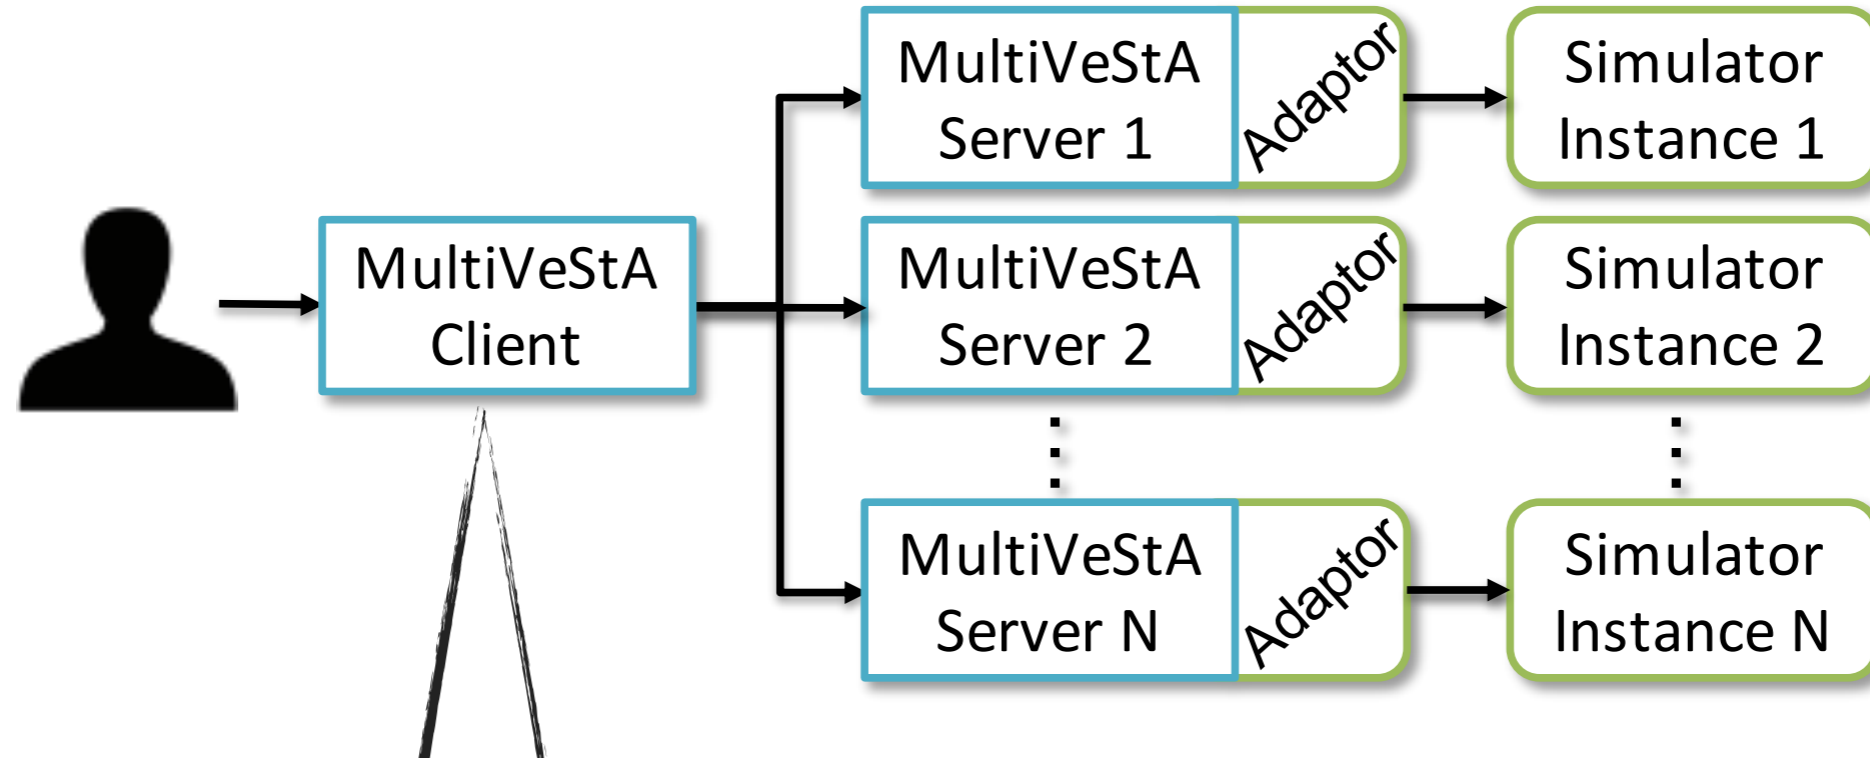 MultiVeStA
Client
MultiVeStA
Server 1
Adaptor
Simulator
Instance 1
MultiVeStA
Server 2
Adaptor
Simulator
Instance 2
MultiVeStA
Server N
Adaptor
Simulator
Instance N